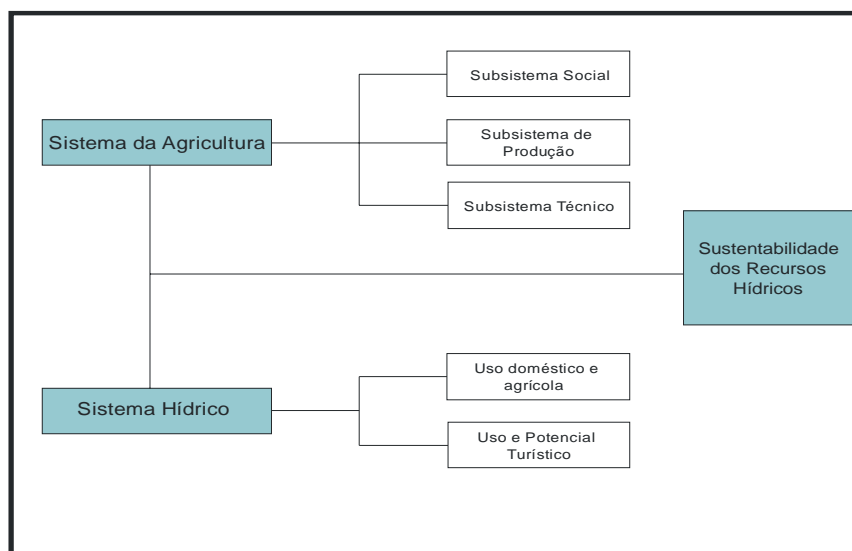 Subsistema Social
Sistema da Agricultura
Subsistema de
Produção
Subsistema Técnico
Sustentabilidade
dos Recursos
Hídricos
Uso doméstico e
agrícola
Sistema Hídrico
Uso e Potencial
Turístico